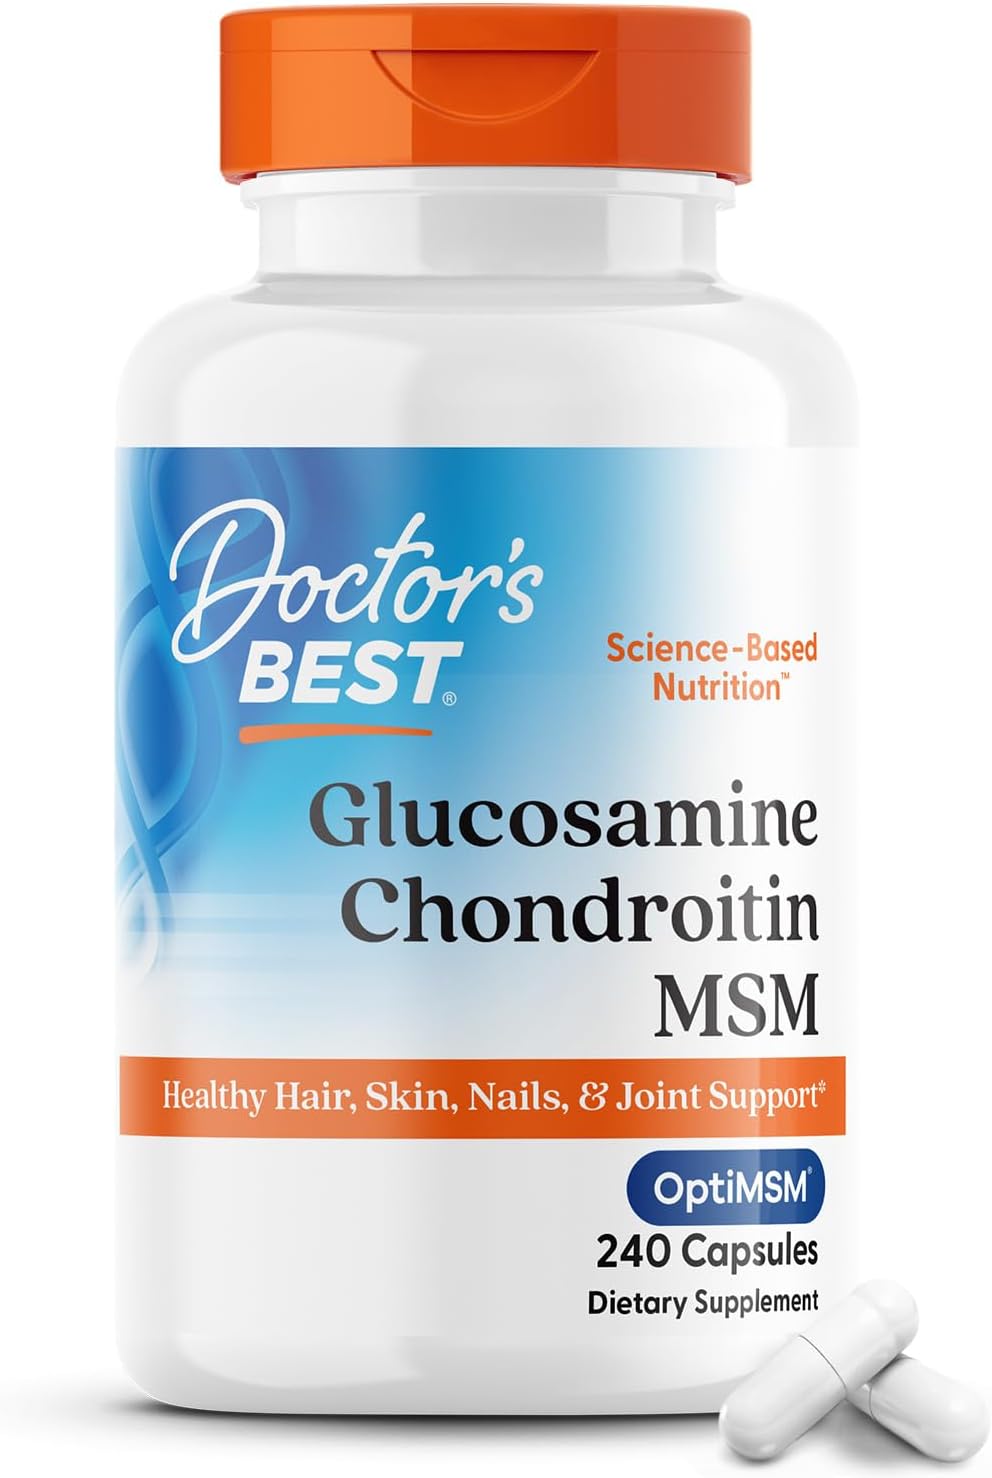 Doctor's
BEST®
Science-Based
Nutrition™
Glucosamine
Chondroitin
MSM
Healthy Hair, Skin, Nails, & Joint Support*
OptiMSM®
240 Capsules
Dietary Supplement